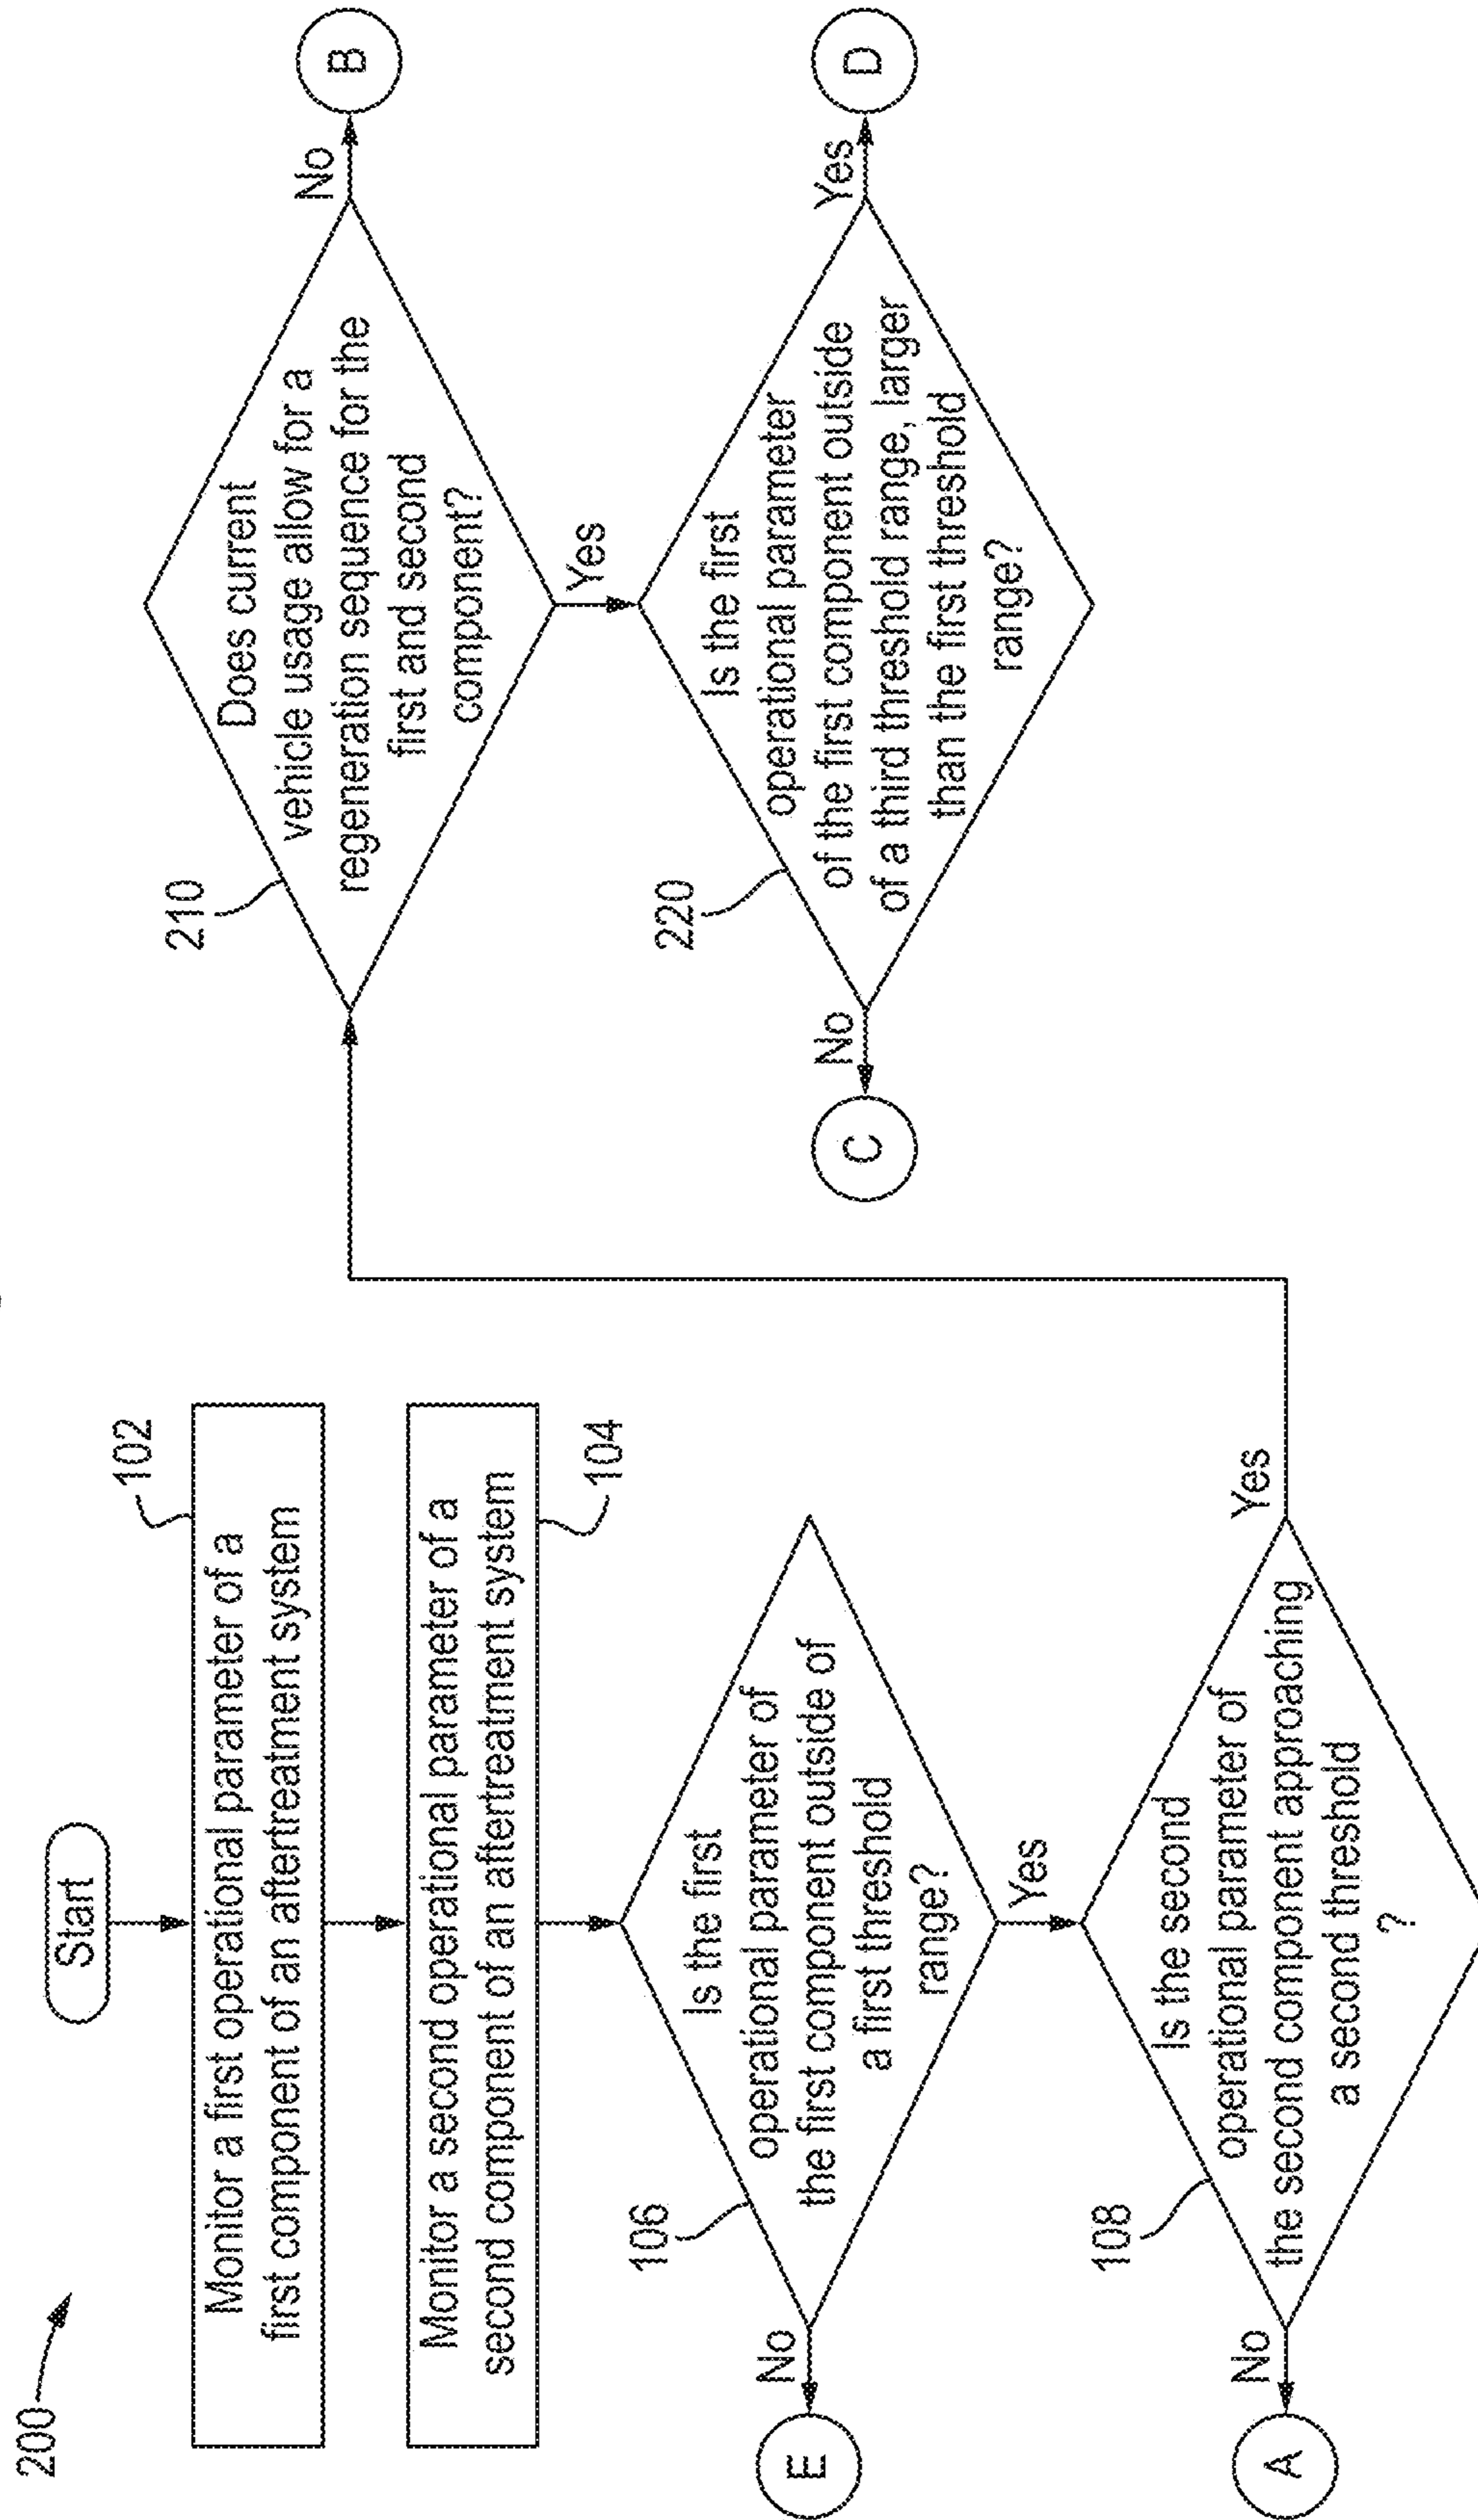 200
Start
Monitor a first operational parameter of a
first component of an aftertreatment system
102
Monitor a second operational parameter of a
second component of an aftertreatment system
104
Is the first
operational parameter of
the first component outside of
a first threshold
range?
106
No
E
Yes
Is the second
operational parameter of
the second component approaching
a second threshold
?
108
No
A
Yes
Does current
vehicle usage allow for a
regeneration sequence for the
first and second
component?
210
No
B
Yes
Is the first
operational parameter
of the first component outside
of a third threshold range, larger
than the first threshold
range?
220
No
C
Yes
D